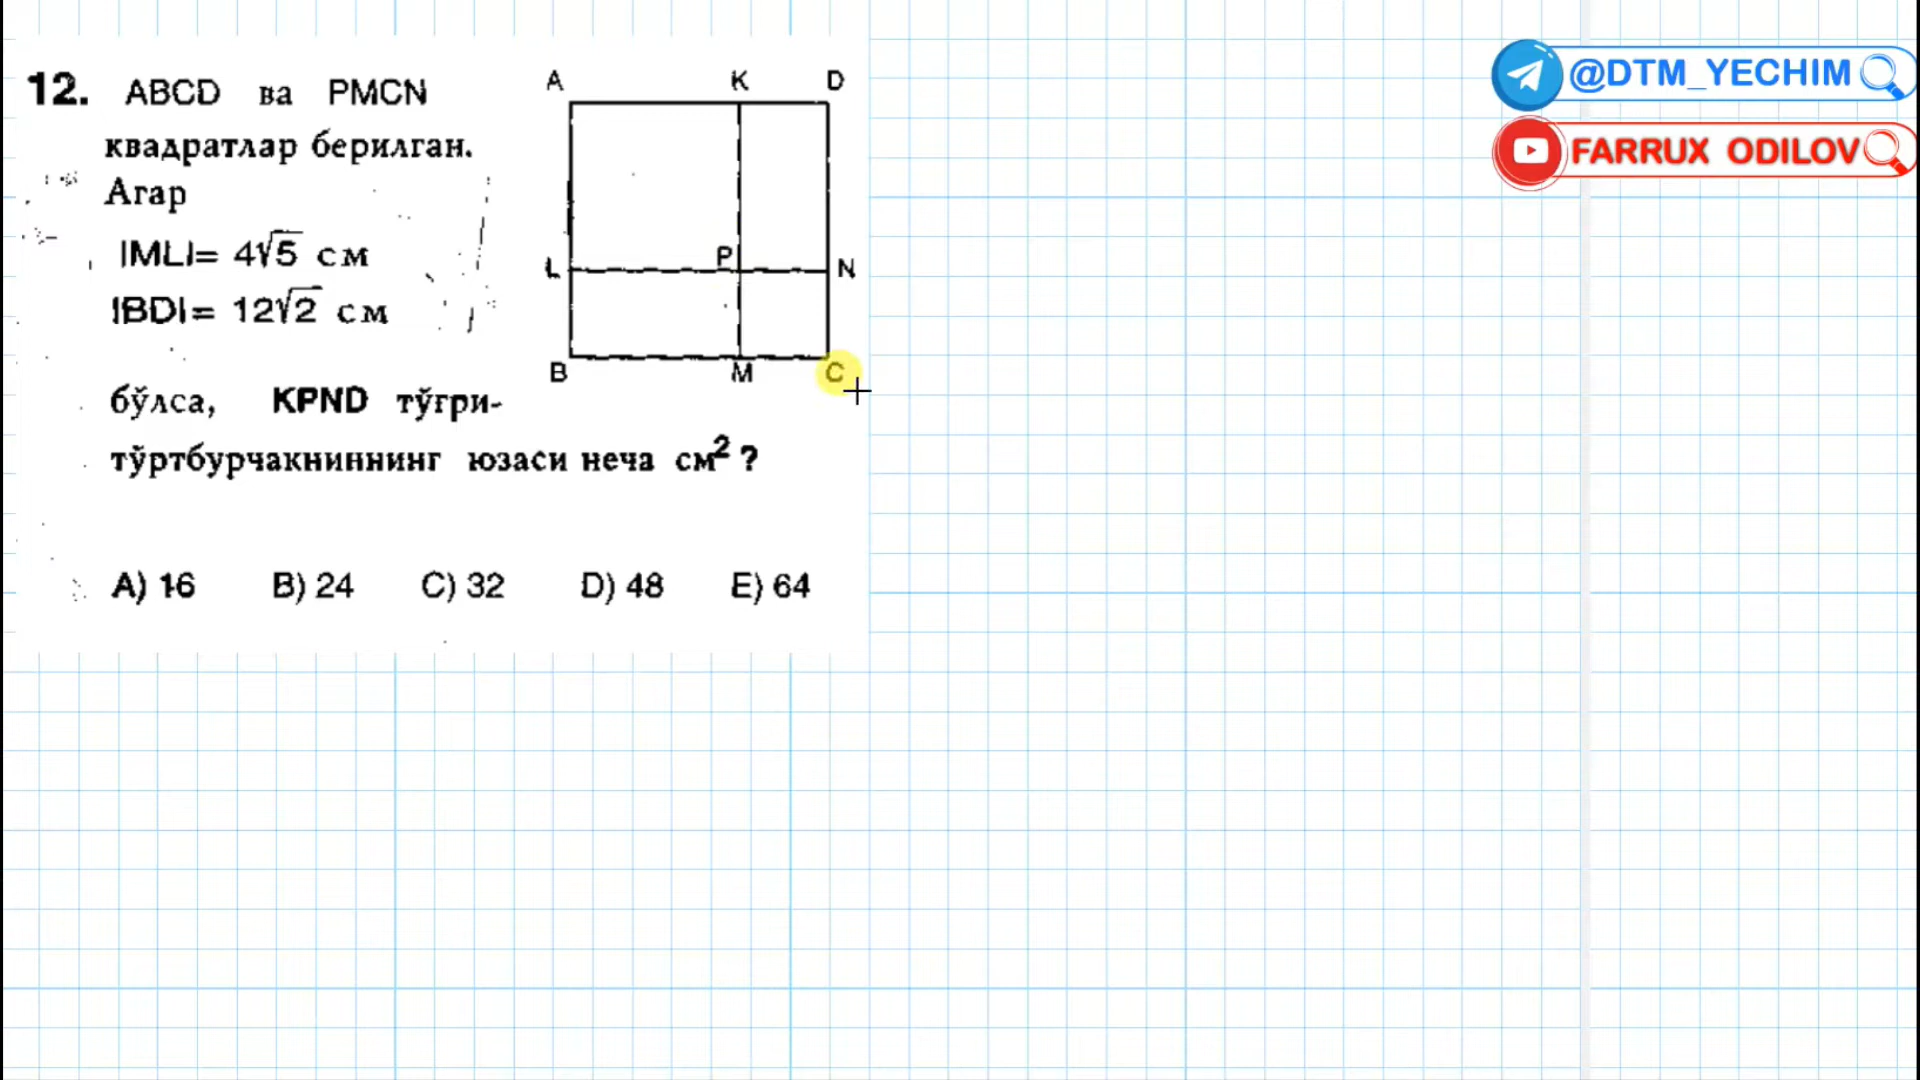 12. ABCD ва PMCN
квадратлар берилган.
Агар
|ML|= 4√5 см
|BD|= 12√2 см
бўлса, KPND тўғри-
тўртбурчакниннинг юзаси неча см² ?
A) 16 B) 24 C) 32 D) 48 E) 64
A K D
L P N
B M C
@DTM_YECHIM
FARRUX ODILOV